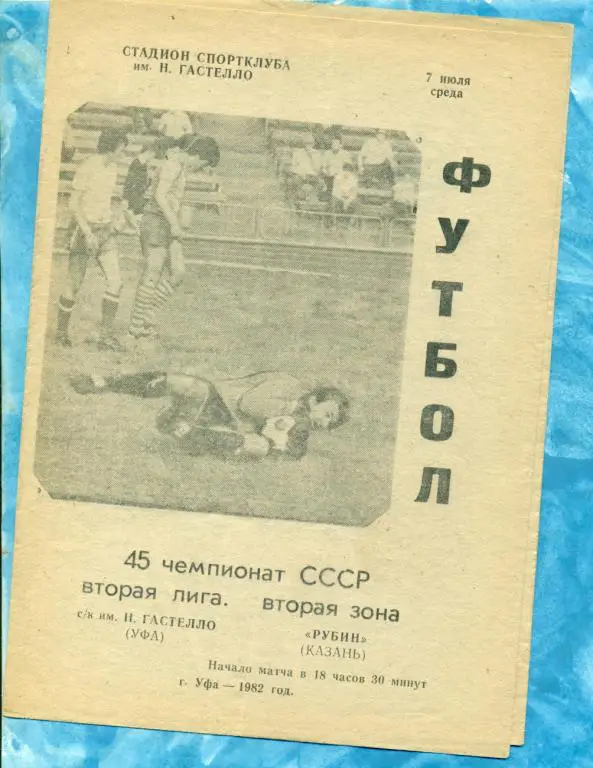 СТАДИОН СПОРТКЛУБА
им. Н. ГАСТЕЛЛО
7 июля
среда
ФУТБОЛ
45 чемпионат СССР
вторая лига. вторая зона
с/к им. Н. ГАСТЕЛЛО
(УФА)
«РУБИН»
(КАЗАНЬ)
Начало матча в 18 часов 30 минут
г. Уфа — 1982 год.